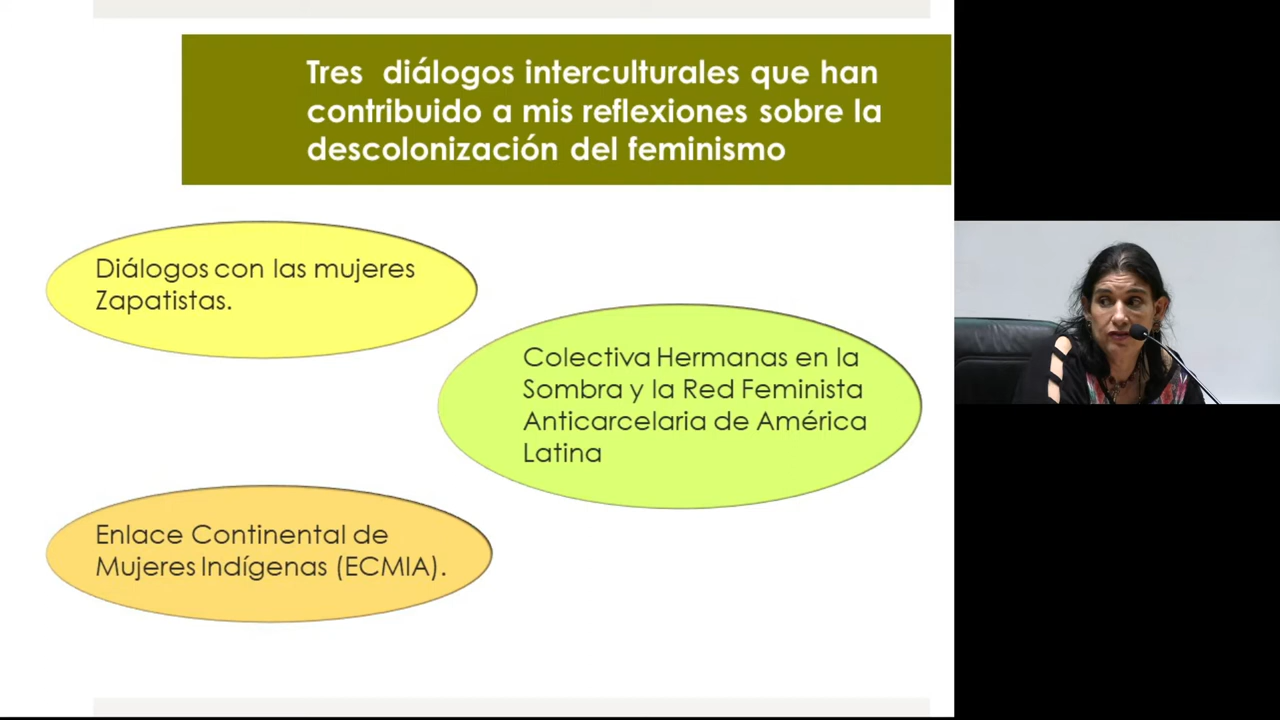 Tres diálogos interculturales que han
contribuido a mis reflexiones sobre la
descolonización del feminismo
Diálogos con las mujeres
Zapatistas.
Colectiva Hermanas en la
Sombra y la Red Feminista
Anticarcelaria de América
Latina
Enlace Continental de
Mujeres Indígenas (ECMIA).